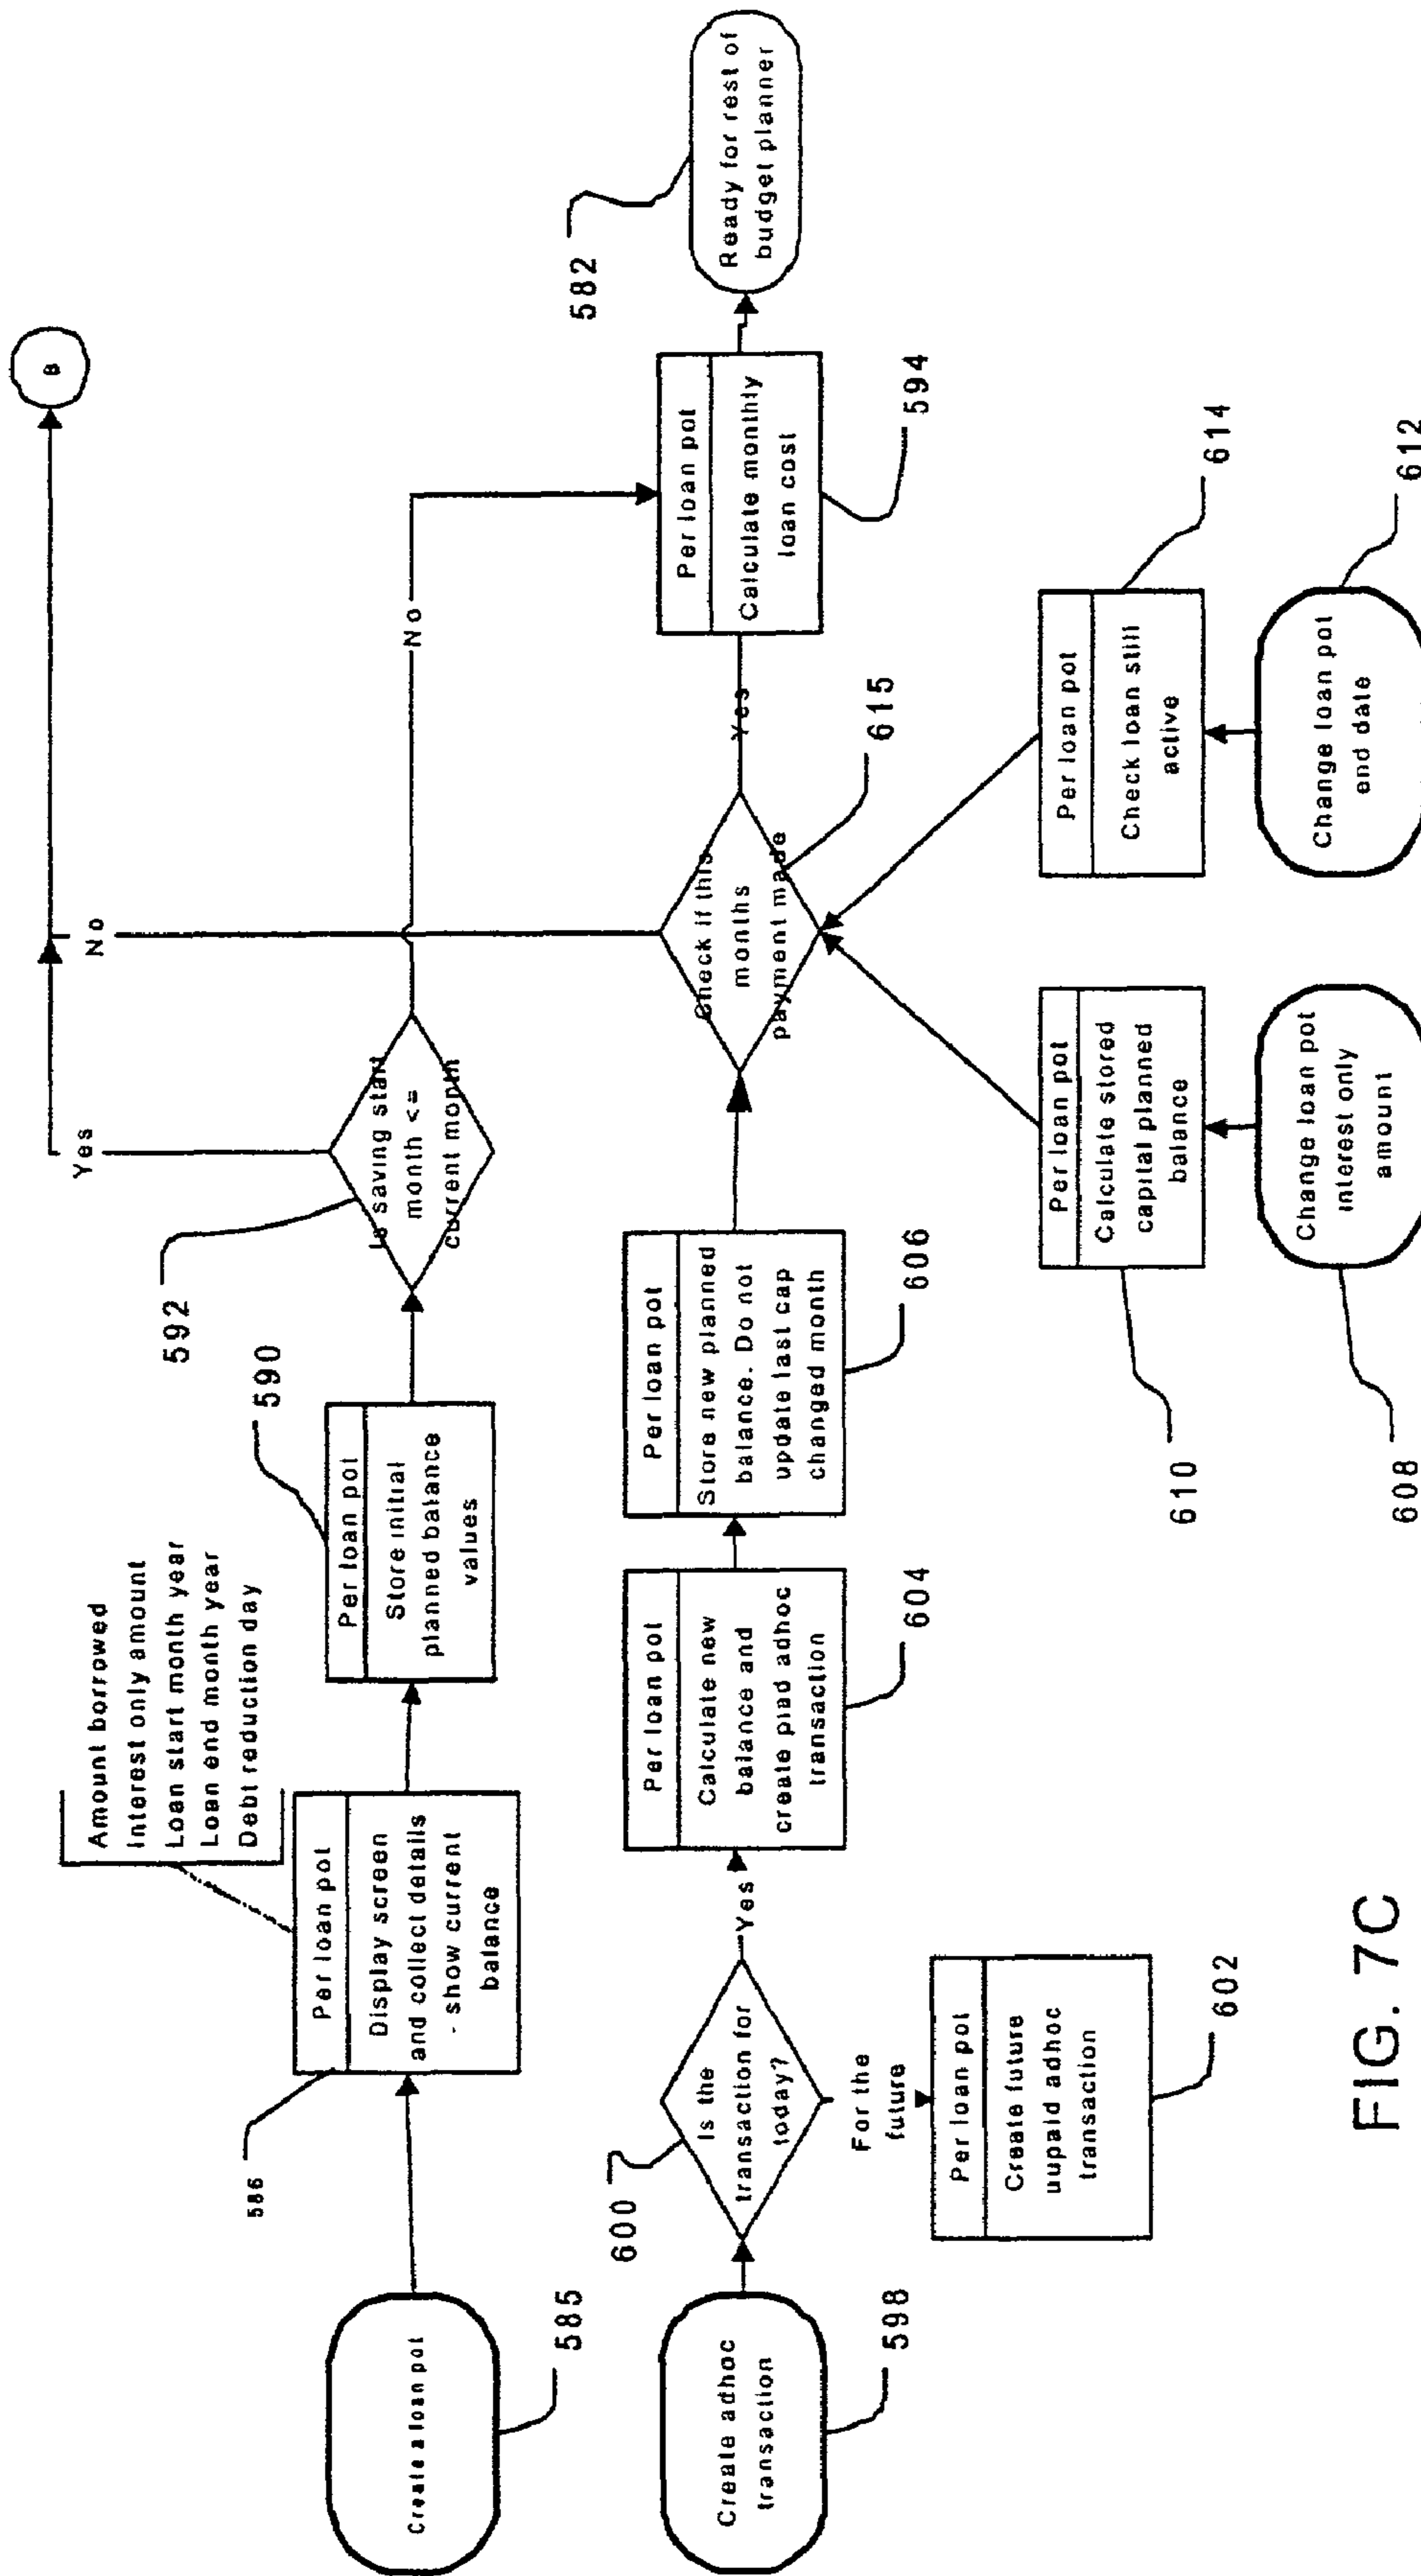 B
Amount borrowed
Interest only amount
Loan start month year
Loan end month year
Debt reduction day
586
Create a loan pot
585
Per loan pot
Display screen
and collect details
- show current
balance
590
Per loan pot
Store initial
planned balance
values
592
Is saving start
month <=
current month
Yes
No
No
582
Ready for rest of
budget planner
Per loan pot
Calculate monthly
loan cost
594
600
Create adhoc
transaction
598
Is the
transaction for
today?
Yes
For the
future
Per loan pot
Create future
uupaid adhoc
transaction
602
Per loan pot
Calculate new
balance and
create piad adhoc
transaction
604
Per loan pot
Store new planned
balance. Do not
update last cap
changed month
606
Check if this
months
payment made
Yes
615
Per loan pot
Calculate stored
capital planned
balance
610
Change loan pot
interest only
amount
608
Per loan pot
Check loan still
active
614
Change loan pot
end date
612
FIG. 7C